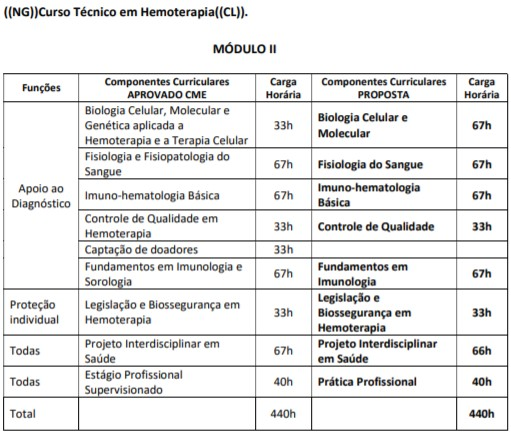 ((NG))Curso Técnico em Hemoterapia((CL)).
MÓDULO II
Funções
Componentes Curriculares
APROVADO CME
Carga
Horária
Componentes Curriculares
PROPOSTA
Carga
Horária
Apoio ao
Diagnóstico
Biologia Celular, Molecular e
Genética aplicada a
Hemoterapia e a Terapia Celular
33h
Biologia Celular e
Molecular
67h
Fisiologia e Fisiopatologia do
Sangue
67h
Fisiologia do Sangue
67h
Imuno-hematologia Básica
67h
Imuno-hematologia
Básica
67h
Controle de Qualidade em
Hemoterapia
33h
Controle de Qualidade
33h
Captação de doadores
33h
Fundamentos em Imunologia e
Sorologia
67h
Fundamentos em
Imunologia
67h
Proteção
individual
Legislação e Biossegurança em
Hemoterapia
33h
Legislação e
Biossegurança em
Hemoterapia
33h
Todas
Projeto Interdisciplinar em
Saúde
67h
Projeto Interdisciplinar
em Saúde
66h
Todas
Estágio Profissional
Supervisionado
40h
Prática Profissional
40h
Total
440h
440h